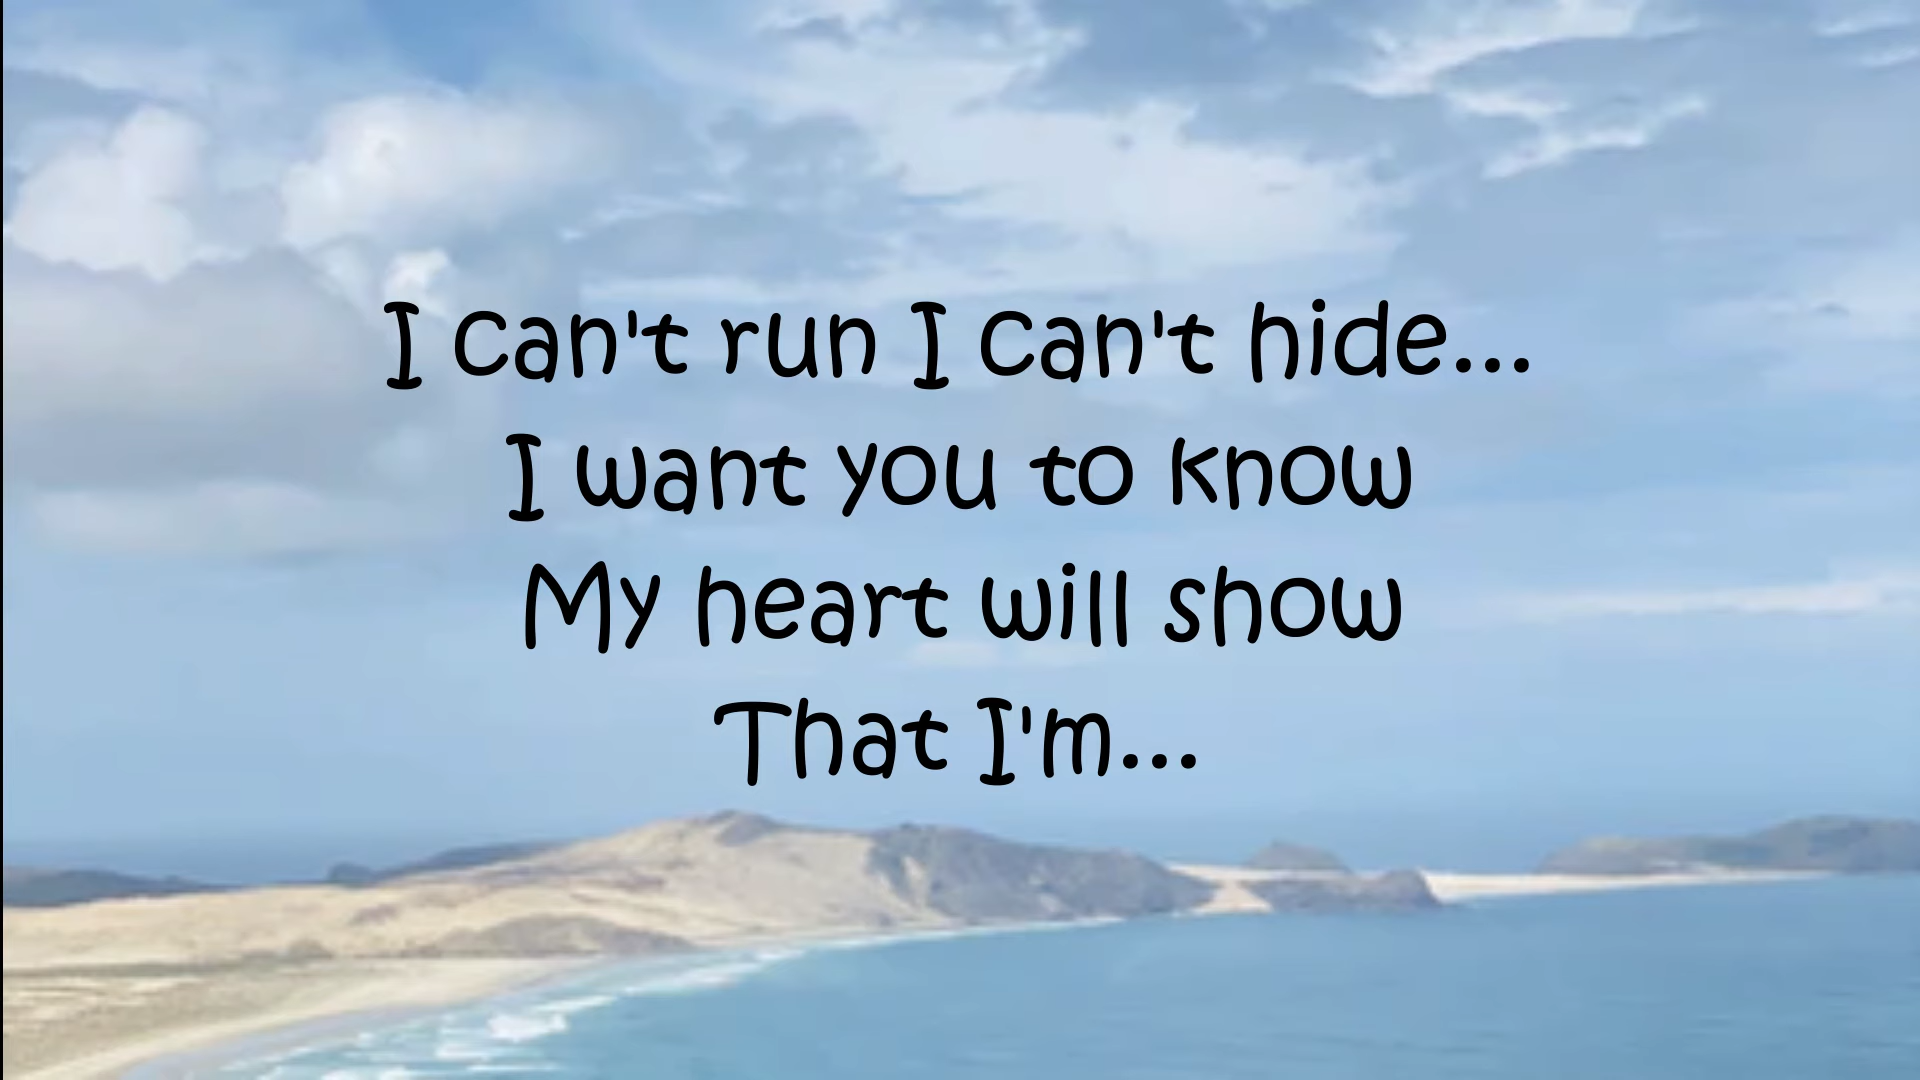 I can't run I can't hide...
I want you to know
My heart will show
That I'm...